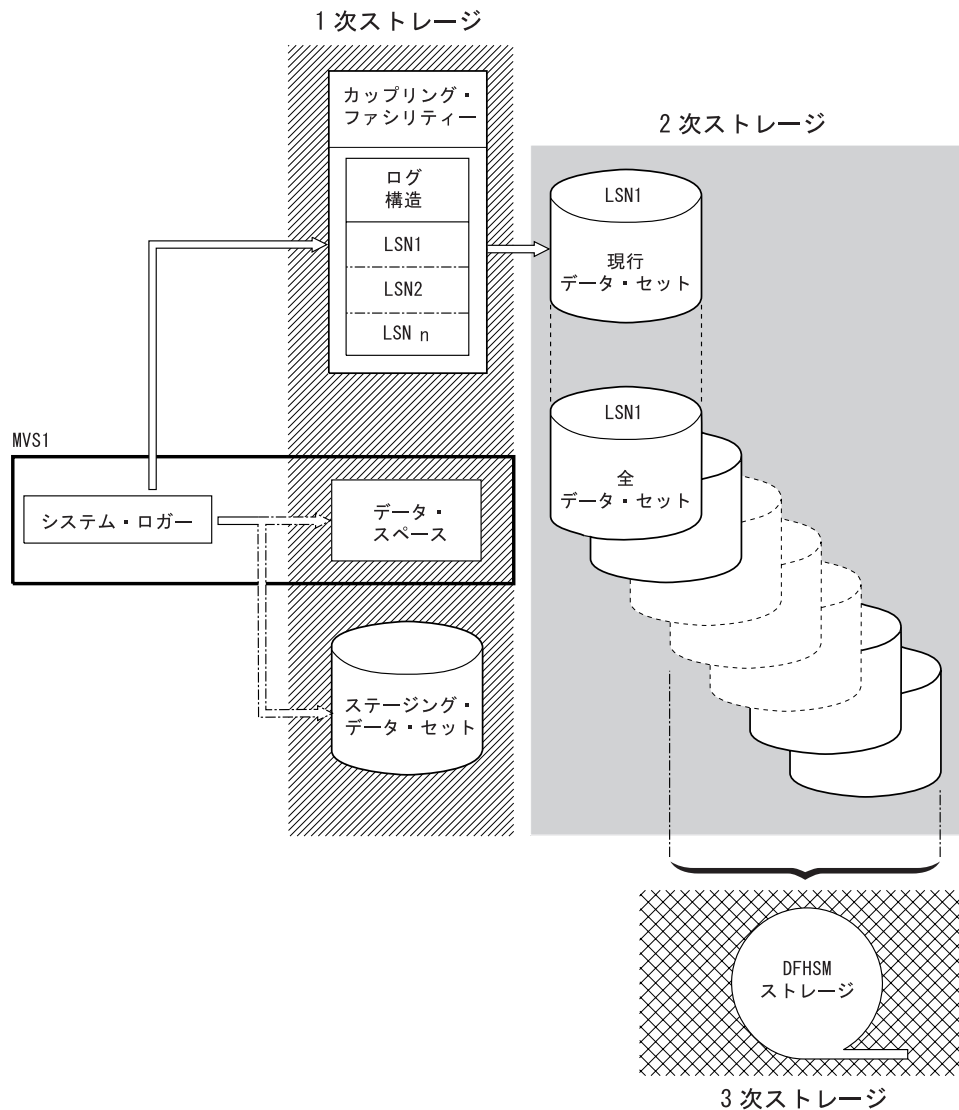 1 次ストレージ
カップリング・
ファシリティー
ログ
構造
LSN1
LSN2
LSN n
2 次ストレージ
LSN1
現行
データ・セット
LSN1
全
データ・セット
MVS1
システム・ロガー
データ・
スペース
ステージング・
データ・セット
DFHSM
ストレージ
3 次ストレージ